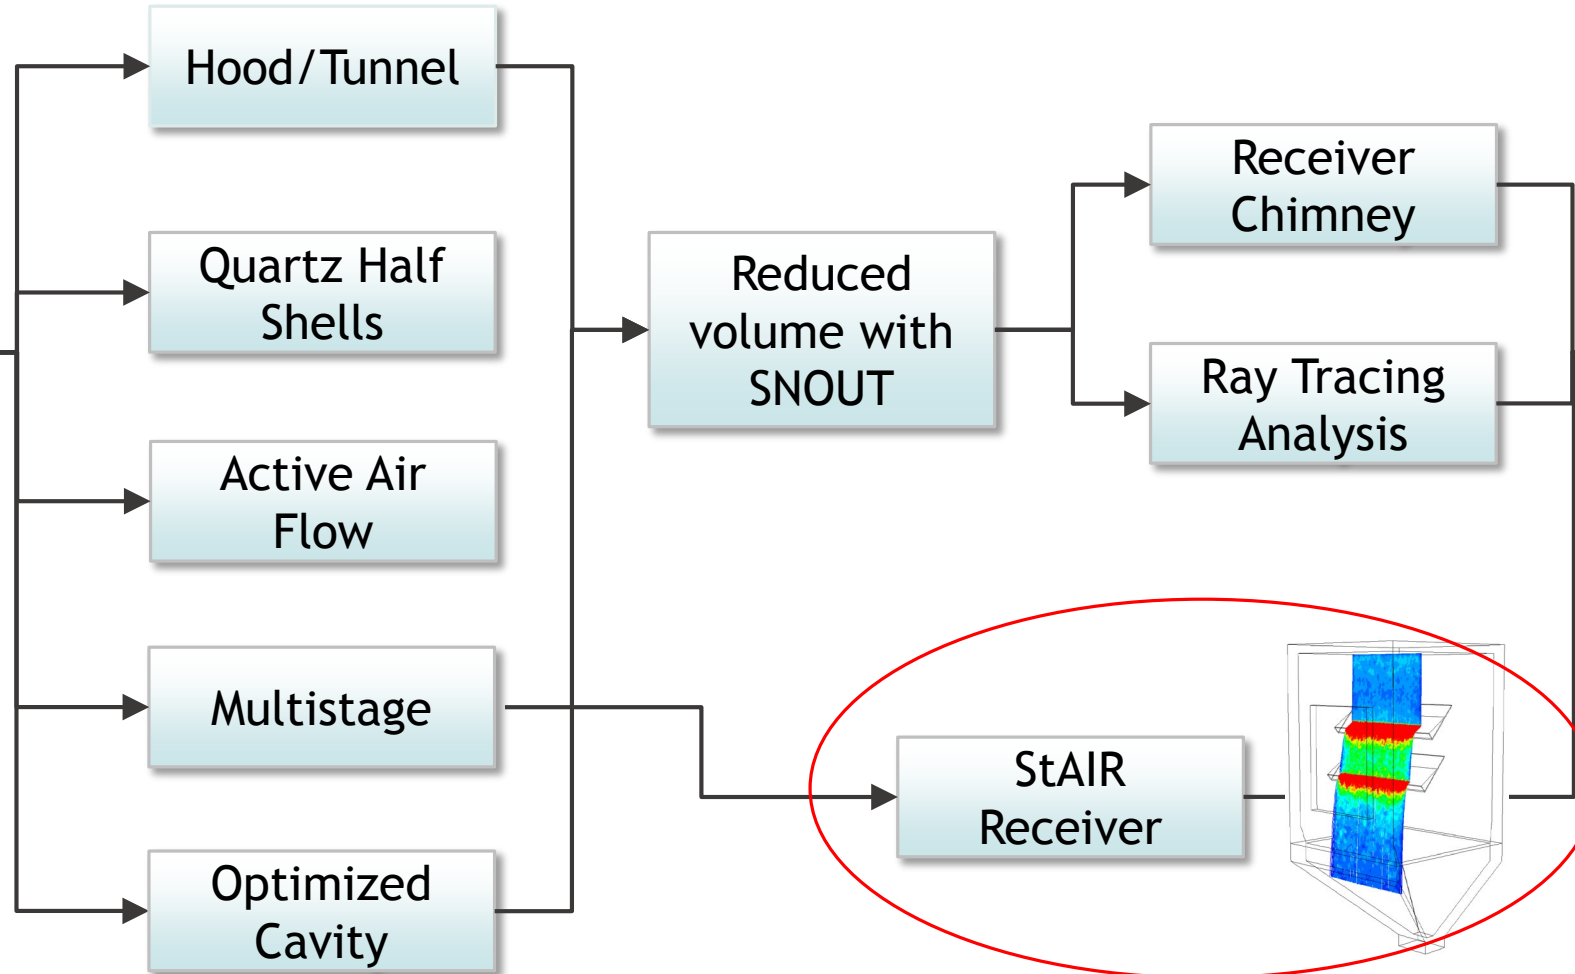 Hood/Tunnel
Quartz Half
Shells
Active Air
Flow
Multistage
Optimized
Cavity
Reduced
volume with
SNOUT
Receiver
Chimney
Ray Tracing
Analysis
StAIR
Receiver